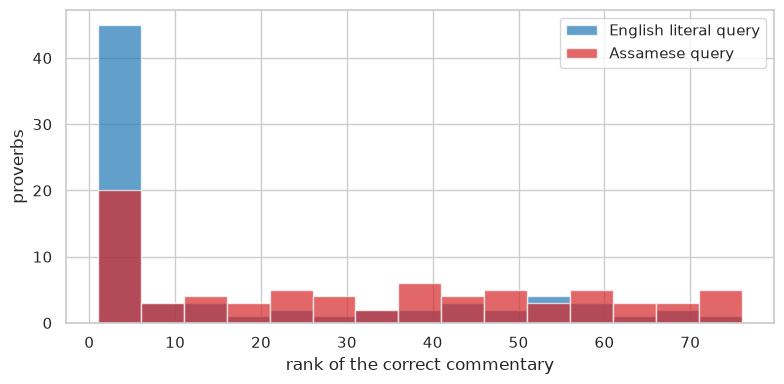 English literal query
Assamese query
proverbs
40
30
20
10
0
0 10 20 30 40 50 60 70
rank of the correct commentary